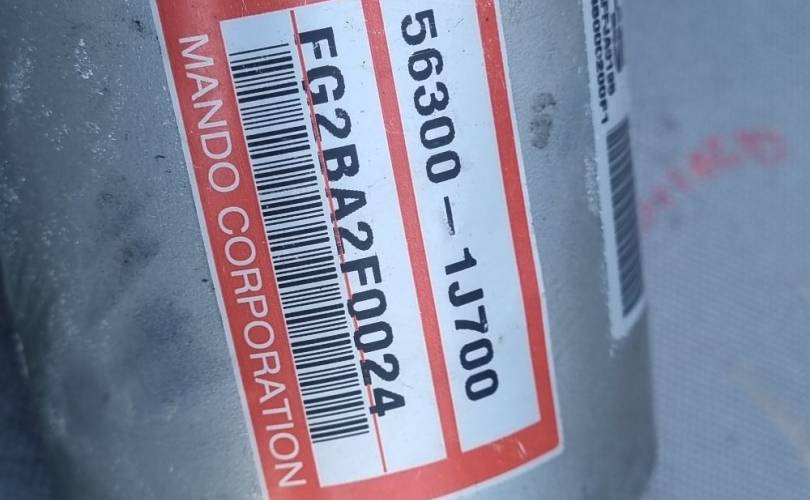 56300-1J700
FG2BA2F0024
MANDO CORPORATION